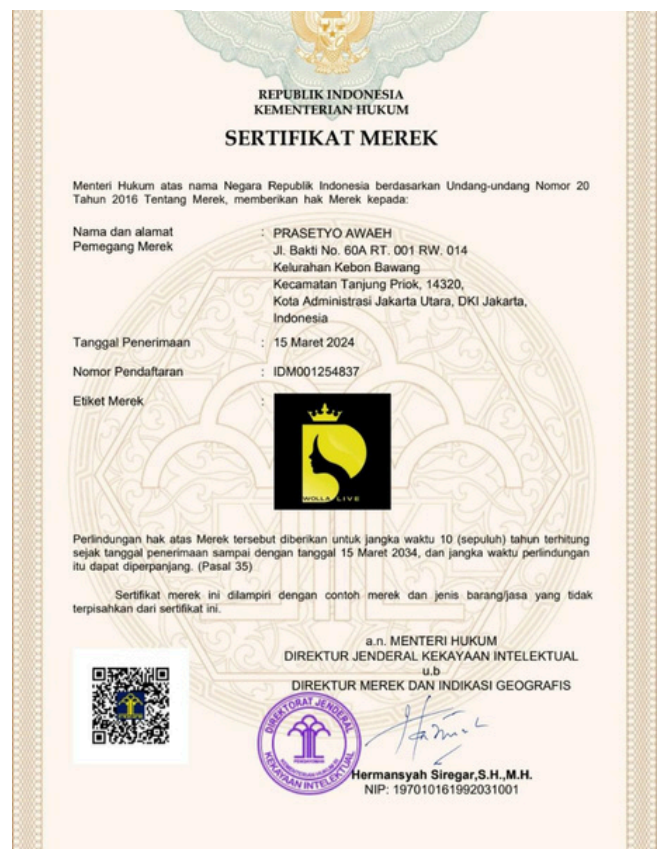 REPUBLIK INDONESIA
KEMENTERIAN HUKUM
SERTIFIKAT MEREK
Menteri Hukum atas nama Negara Republik Indonesia berdasarkan Undang-undang Nomor 20
Tahun 2016 Tentang Merek, memberikan hak Merek kepada:
Nama dan alamat : PRASETYO AWAEH
Pemegang Merek Jl. Bakti No. 60A RT. 001 RW. 014
Kelurahan Kebon Bawang
Kecamatan Tanjung Priok, 14320,
Kota Administrasi Jakarta Utara, DKI Jakarta,
Indonesia
Tanggal Penerimaan : 15 Maret 2024
Nomor Pendaftaran : IDM001254837
Etiket Merek :
WOLLA LIVE
Perlindungan hak atas Merek tersebut diberikan untuk jangka waktu 10 (sepuluh) tahun terhitung
sejak tanggal penerimaan sampai dengan tanggal 15 Maret 2034, dan jangka waktu perlindungan
itu dapat diperpanjang. (Pasal 35)
Sertifikat merek ini dilampiri dengan contoh merek dan jenis barang/jasa yang tidak
terpisahkan dari sertifikat ini.
a.n. MENTERI HUKUM
DIREKTUR JENDERAL KEKAYAAN INTELEKTUAL
u.b
DIREKTUR MEREK DAN INDIKASI GEOGRAFIS
DIREKTORAT JENDERAL
KEKAYAAN INTELEKTUAL
Hermansyah Siregar,S.H.,M.H.
NIP: 197010161992031001